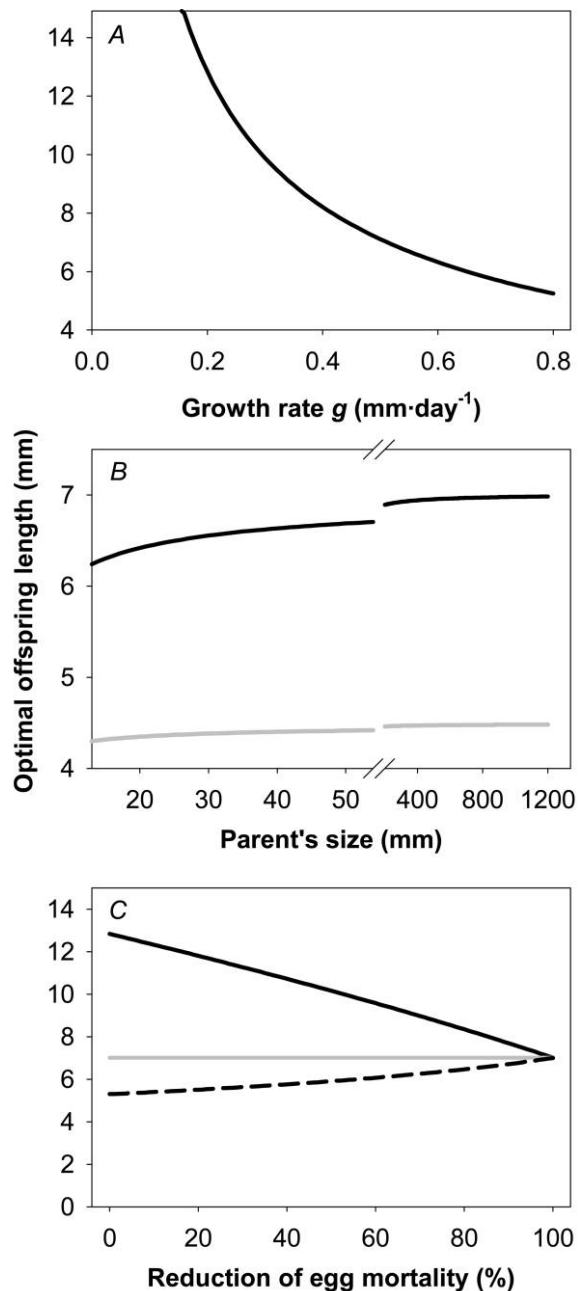 14
A
12
10
8
6
4
0.0 0.2 0.4 0.6 0.8
Growth rate g (mm·day⁻¹)
Optimal offspring length (mm)
B
7
6
5
4
20 30 40 50 400 800 1200
Parent's size (mm)
14
C
12
10
8
6
4
2
0
0 20 40 60 80 100
Reduction of egg mortality (%)